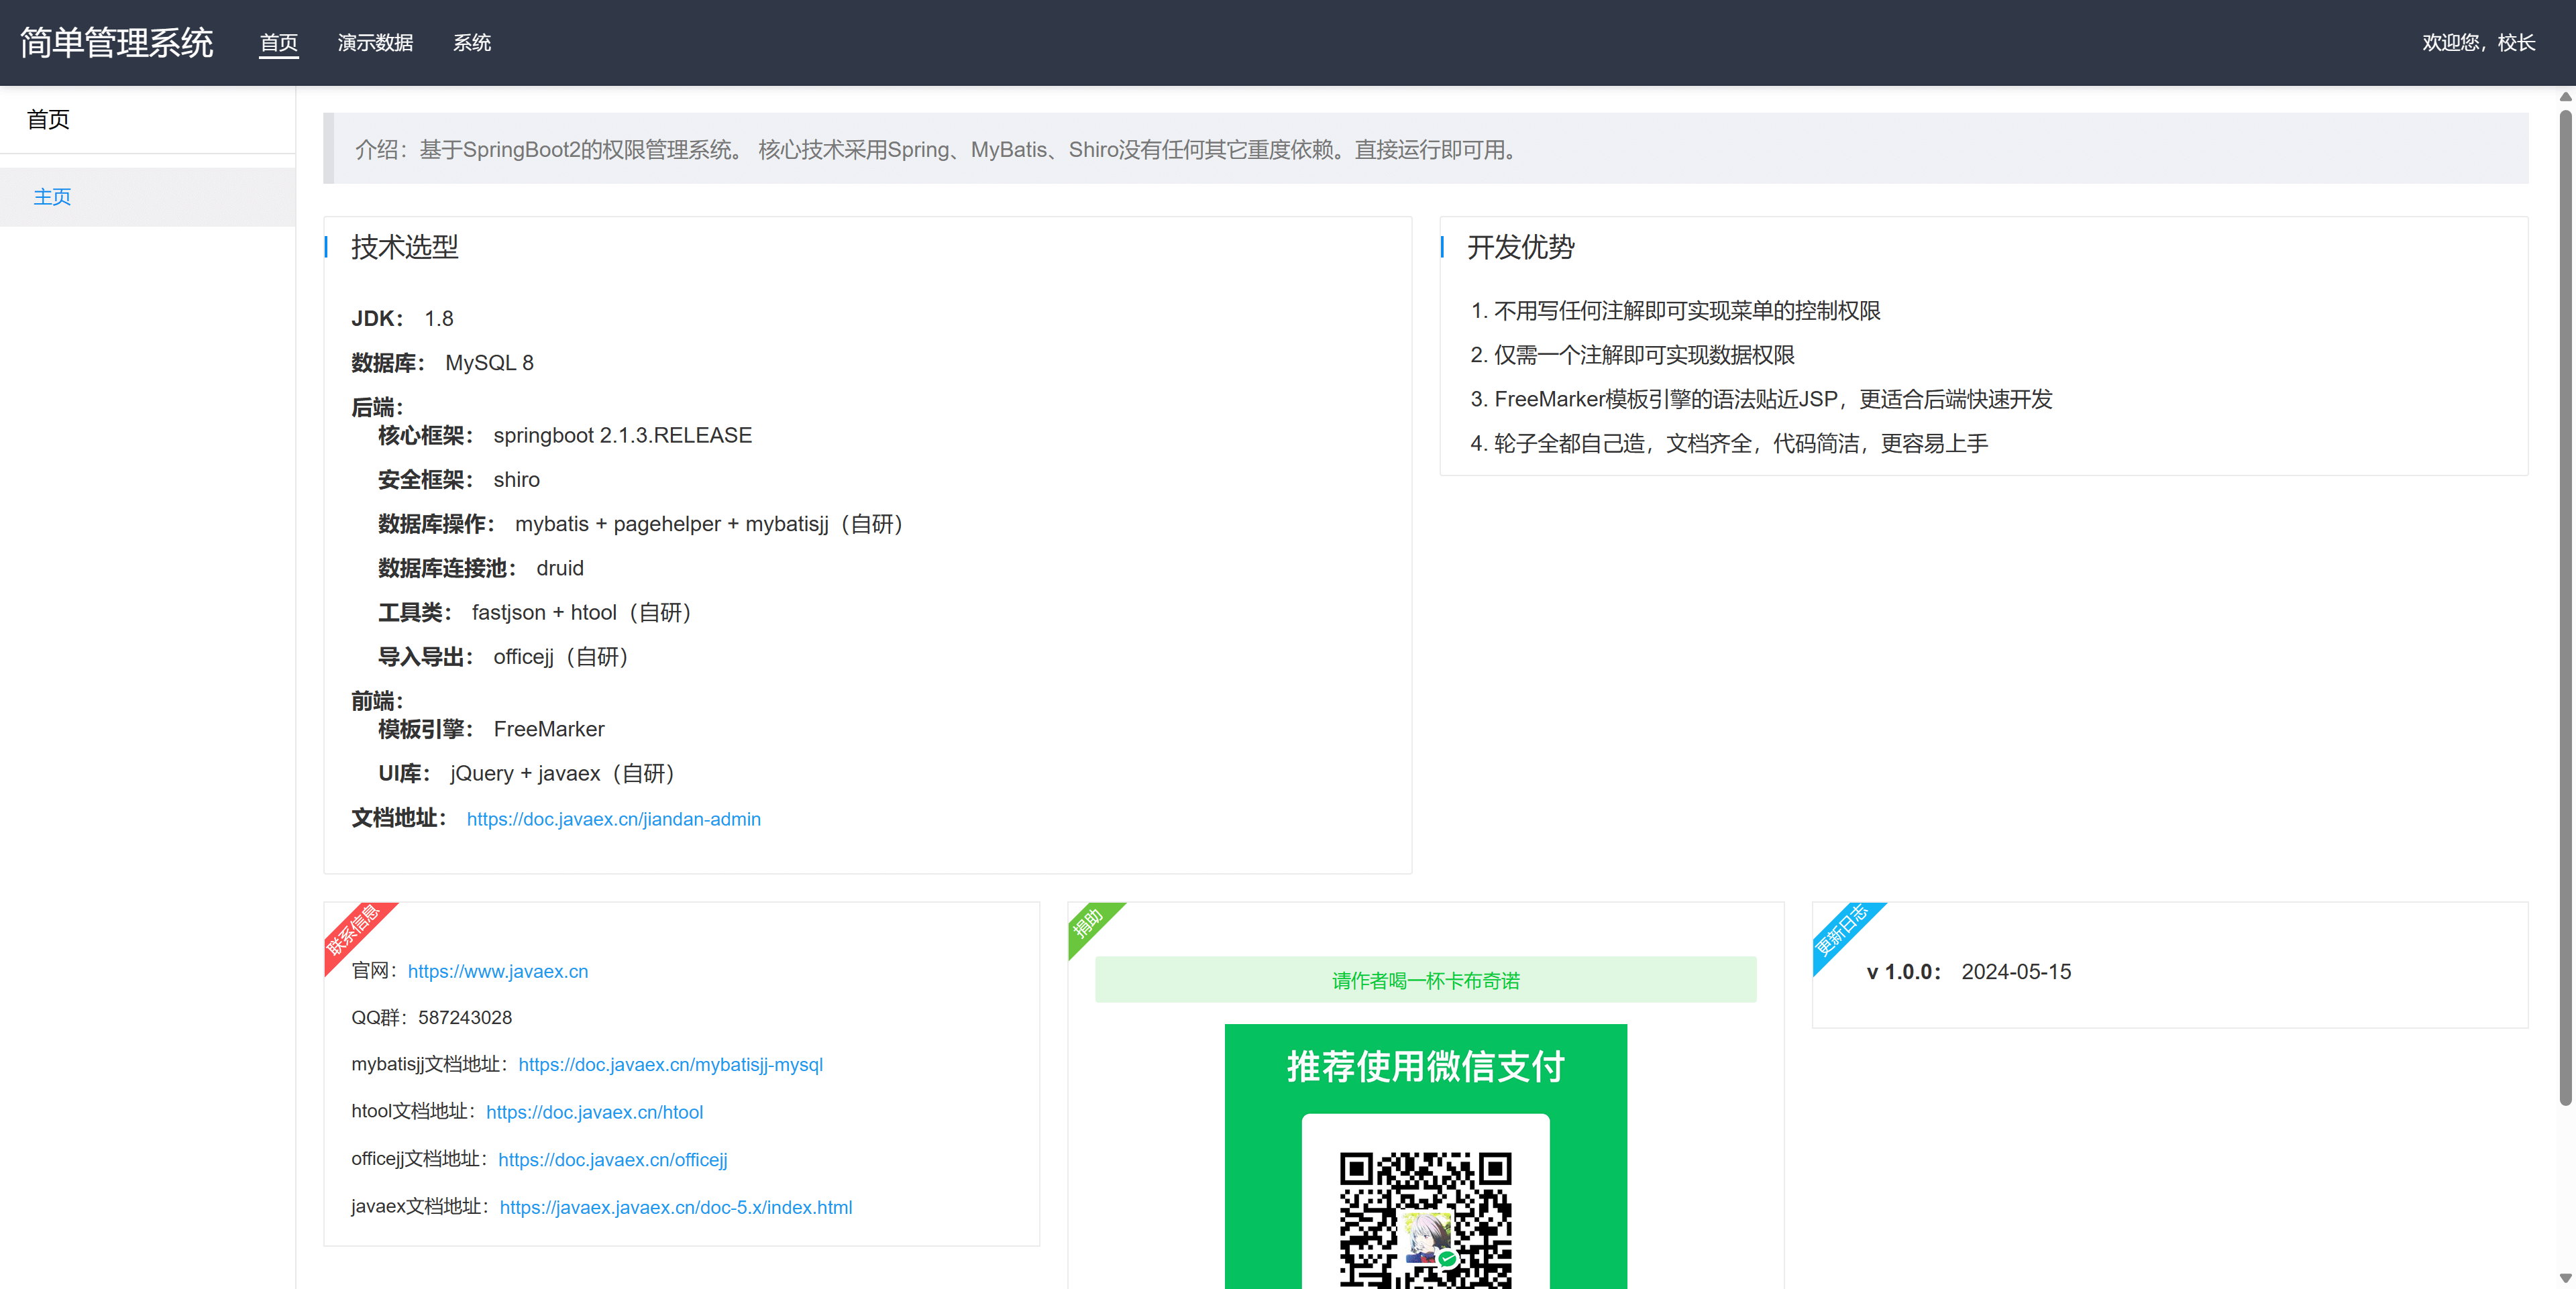 简单管理系统 首页 演示数据 系统 欢迎您，校长
首页
主页
介绍：基于SpringBoot2的权限管理系统。 核心技术采用Spring、MyBatis、Shiro没有任何其它重度依赖。直接运行即可用。
技术选型
JDK： 1.8
数据库： MySQL 8
后端：
核心框架： springboot 2.1.3.RELEASE
安全框架： shiro
数据库操作： mybatis + pagehelper + mybatisjj（自研）
数据库连接池： druid
工具类： fastjson + htool（自研）
导入导出： officejj（自研）
前端：
模板引擎： FreeMarker
UI库： jQuery + javaex（自研）
文档地址： https://doc.javaex.cn/jiandan-admin
开发优势
1. 不用写任何注解即可实现菜单的控制权限
2. 仅需一个注解即可实现数据权限
3. FreeMarker模板引擎的语法贴近JSP，更适合后端快速开发
4. 轮子全都自己造，文档齐全，代码简洁，更容易上手
联系信息
官网：https://www.javaex.cn
QQ群：587243028
mybatisjj文档地址：https://doc.javaex.cn/mybatisjj-mysql
htool文档地址：https://doc.javaex.cn/htool
officejj文档地址：https://doc.javaex.cn/officejj
javaex文档地址：https://javaex.javaex.cn/doc-5.x/index.html
捐助
请作者喝一杯卡布奇诺
推荐使用微信支付
更新日志
v 1.0.0： 2024-05-15